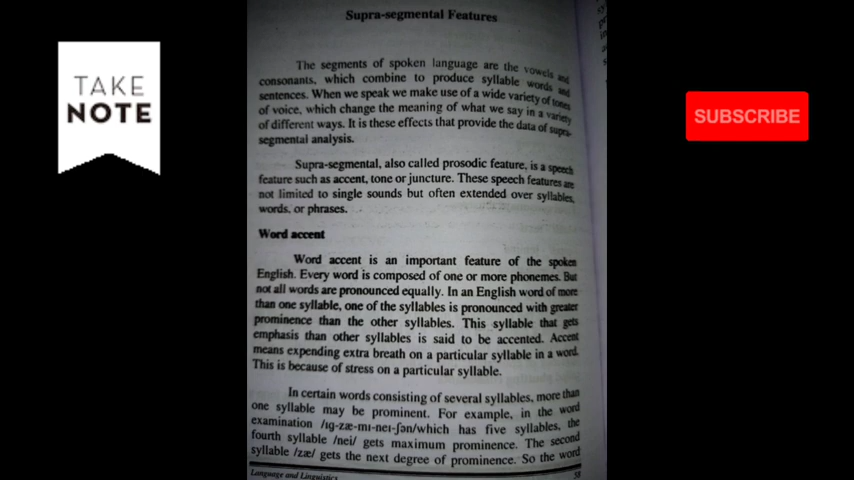 TAKE
NOTE
SUBSCRIBE
Supra-segmental Features
The segments of spoken language are the vowels and
consonants, which combine to produce syllable words and
sentences. When we speak we make use of a wide variety of tones
of voice, which change the meaning of what we say in a variety
of different ways. It is these effects that provide the data of supra-
segmental analysis.
Supra-segmental, also called prosodic feature, is a speech
feature such as accent, tone or juncture. These speech features are
not limited to single sounds but often extended over syllables,
words, or phrases.
Word accent
Word accent is an important feature of the spoken
English. Every word is composed of one or more phonemes. But
not all words are pronounced equally. In an English word of more
than one syllable, one of the syllables is pronounced with greater
prominence than the other syllables. This syllable that gets
emphasis than other syllables is said to be accented. Accent
means expending extra breath on a particular syllable in a word.
This is because of stress on a particular syllable.
In certain words consisting of several syllables, more than
one syllable may be prominent. For example, in the word
examination /ɪg-zæ-mɪ-neɪ-ʃən/which has five syllables, the
fourth syllable /nei/ gets maximum prominence. The second
syllable /zæ/ gets the next degree of prominence. So the word
Language and Linguistics
58